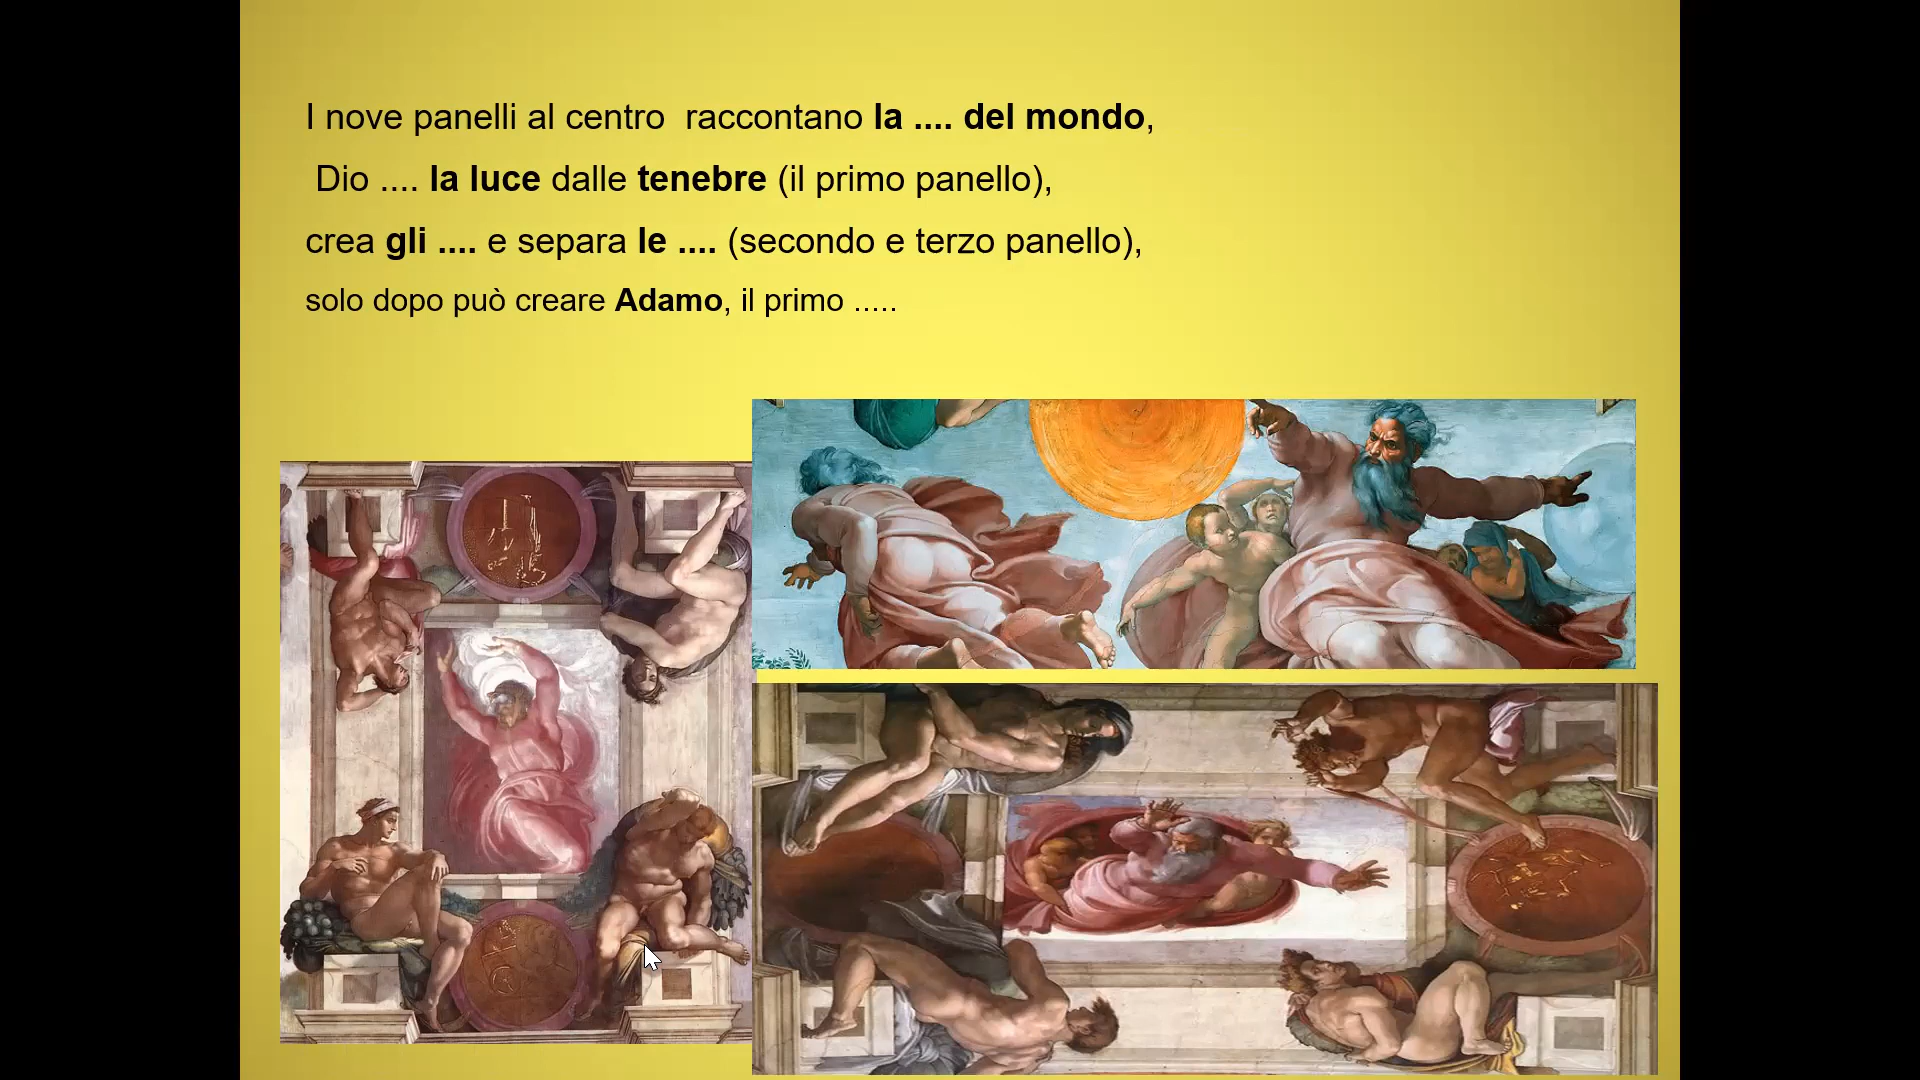 I nove panelli al centro  raccontano la .... del mondo,
Dio .... la luce dalle tenebre (il primo panello),
crea gli .... e separa le .... (secondo e terzo panello),
solo dopo può creare Adamo, il primo .....